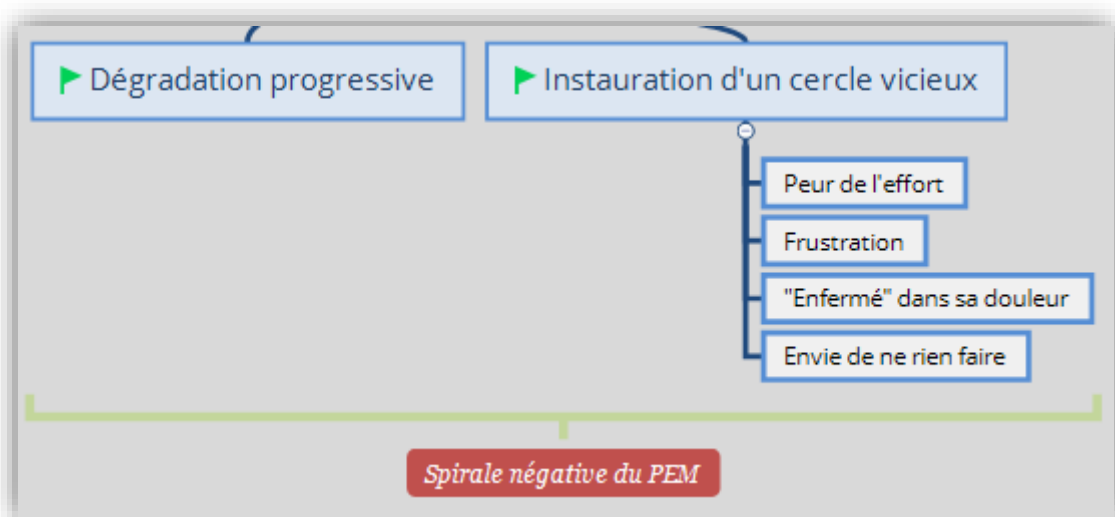 Dégradation progressive
Instauration d'un cercle vicieux
Peur de l'effort
Frustration
"Enfermé" dans sa douleur
Envie de ne rien faire
Spirale négative du PEM